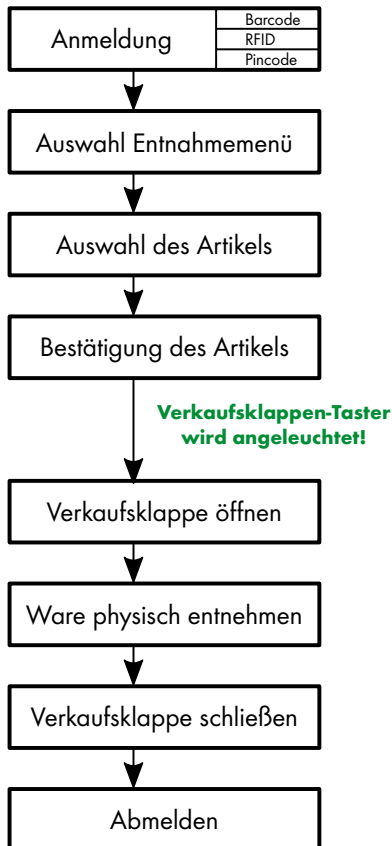 Anmeldung
Barcode
RFID
Pincode
Auswahl Entnahmemenü
Auswahl des Artikels
Bestätigung des Artikels
Verkaufsklappen-Taster
wird angeleuchtet!
Verkaufsklappe öffnen
Ware physisch entnehmen
Verkaufsklappe schließen
Abmelden